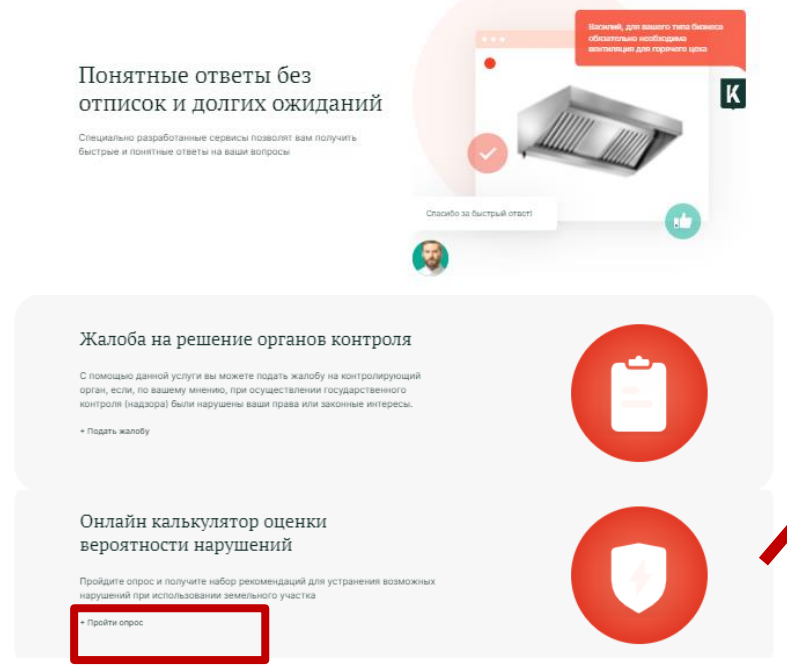 Василий, для вашего типа бизнеса
обязательно необходима
вентиляция для горячего цеха
Понятные ответы без
отписок и долгих ожиданий
K
Специально разработанные сервисы позволят вам получить
быстрые и понятные ответы на ваши вопросы
Спасибо за быстрый ответ!
Жалоба на решение органов контроля
С помощью данной услуги вы можете подать жалобу на контролирующий
орган, если, по вашему мнению, при осуществлении государственного
контроля (надзора) были нарушены ваши права или законные интересы.
+ Подать жалобу
Онлайн калькулятор оценки
вероятности нарушений
Пройдите опрос и получите набор рекомендаций для устранения возможных
нарушений при использовании земельного участка
+ Пройти опрос